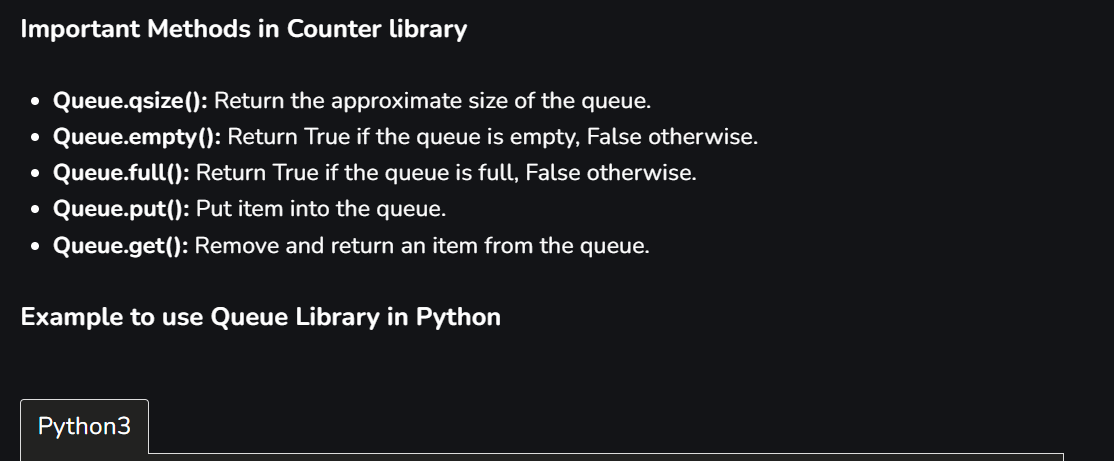 Important Methods in Counter library
• Queue.qsize(): Return the approximate size of the queue.
• Queue.empty(): Return True if the queue is empty, False otherwise.
• Queue.full(): Return True if the queue is full, False otherwise.
• Queue.put(): Put item into the queue.
• Queue.get(): Remove and return an item from the queue.
Example to use Queue Library in Python
Python3